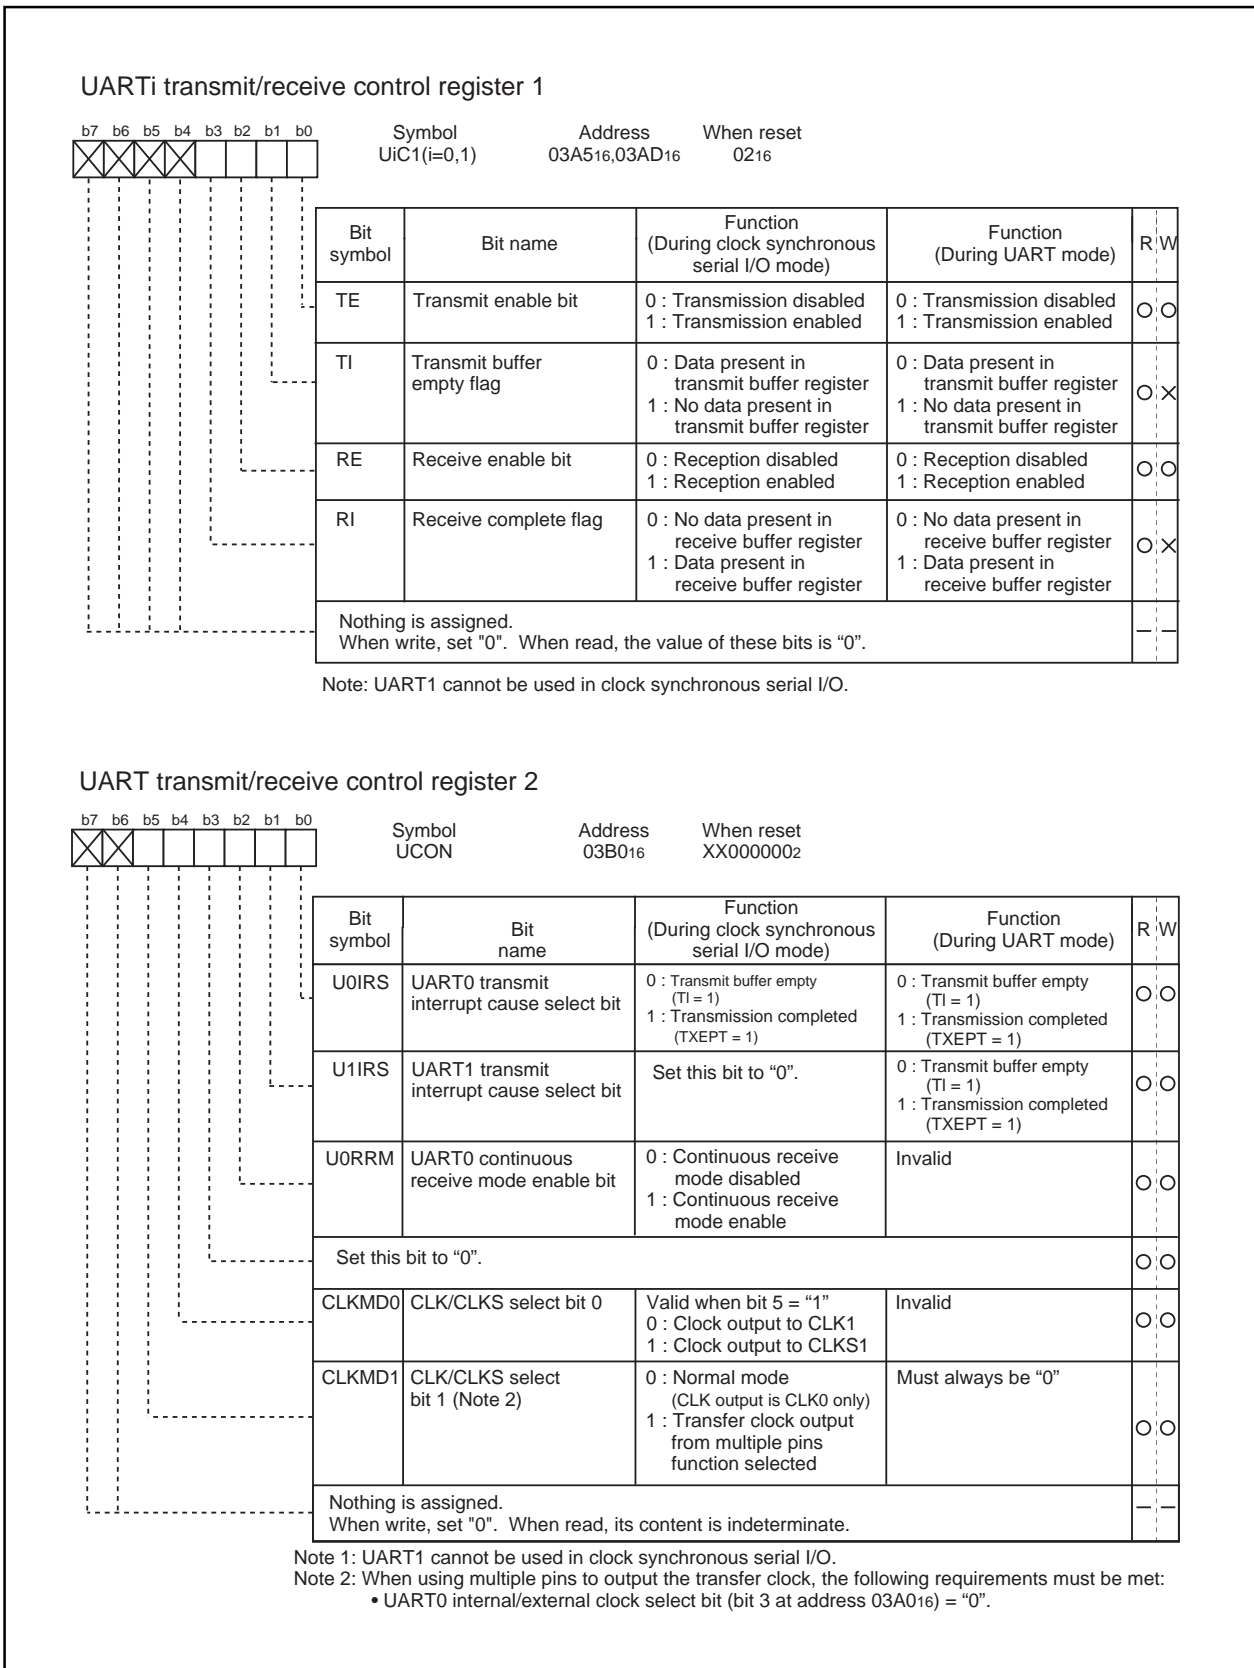 UARTi transmit/receive control register 1
b7 b6 b5 b4 b3 b2 b1 b0
Symbol Address When reset
UiC1(i=0,1) 03A516,03AD16 0216
Bit symbol Bit name Function (During clock synchronous serial I/O mode) Function (During UART mode) R W
TE Transmit enable bit 0 : Transmission disabled 0 : Transmission disabled
1 : Transmission enabled 1 : Transmission enabled
TI Transmit buffer 0 : Data present in 0 : Data present in
empty flag transmit buffer register transmit buffer register
1 : No data present in 1 : No data present in
transmit buffer register transmit buffer register
RE Receive enable bit 0 : Reception disabled 0 : Reception disabled
1 : Reception enabled 1 : Reception enabled
RI Receive complete flag 0 : No data present in 0 : No data present in
receive buffer register receive buffer register
1 : Data present in 1 : Data present in
receive buffer register receive buffer register
Nothing is assigned.
When write, set "0". When read, the value of these bits is “0”.
Note: UART1 cannot be used in clock synchronous serial I/O.
UART transmit/receive control register 2
b7 b6 b5 b4 b3 b2 b1 b0
Symbol Address When reset
UCON 03B016 XX0000002
Bit symbol Bit name Function (During clock synchronous serial I/O mode) Function (During UART mode) R W
U0IRS UART0 transmit 0 : Transmit buffer empty 0 : Transmit buffer empty
interrupt cause select bit (TI = 1) (TI = 1)
1 : Transmission completed 1 : Transmission completed
(TXEPT = 1) (TXEPT = 1)
U1IRS UART1 transmit Set this bit to “0”. 0 : Transmit buffer empty
interrupt cause select bit (TI = 1)
1 : Transmission completed
(TXEPT = 1)
U0RRM UART0 continuous 0 : Continuous receive Invalid
receive mode enable bit mode disabled
1 : Continuous receive
mode enable
Set this bit to “0”.
CLKMD0 CLK/CLKS select bit 0 Valid when bit 5 = “1” Invalid
0 : Clock output to CLK1
1 : Clock output to CLKS1
CLKMD1 CLK/CLKS select 0 : Normal mode Must always be “0”
bit 1 (Note 2) (CLK output is CLK0 only)
1 : Transfer clock output
from multiple pins
function selected
Nothing is assigned.
When write, set "0". When read, its content is indeterminate.
Note 1: UART1 cannot be used in clock synchronous serial I/O.
Note 2: When using multiple pins to output the transfer clock, the following requirements must be met:
• UART0 internal/external clock select bit (bit 3 at address 03A016) = “0”.